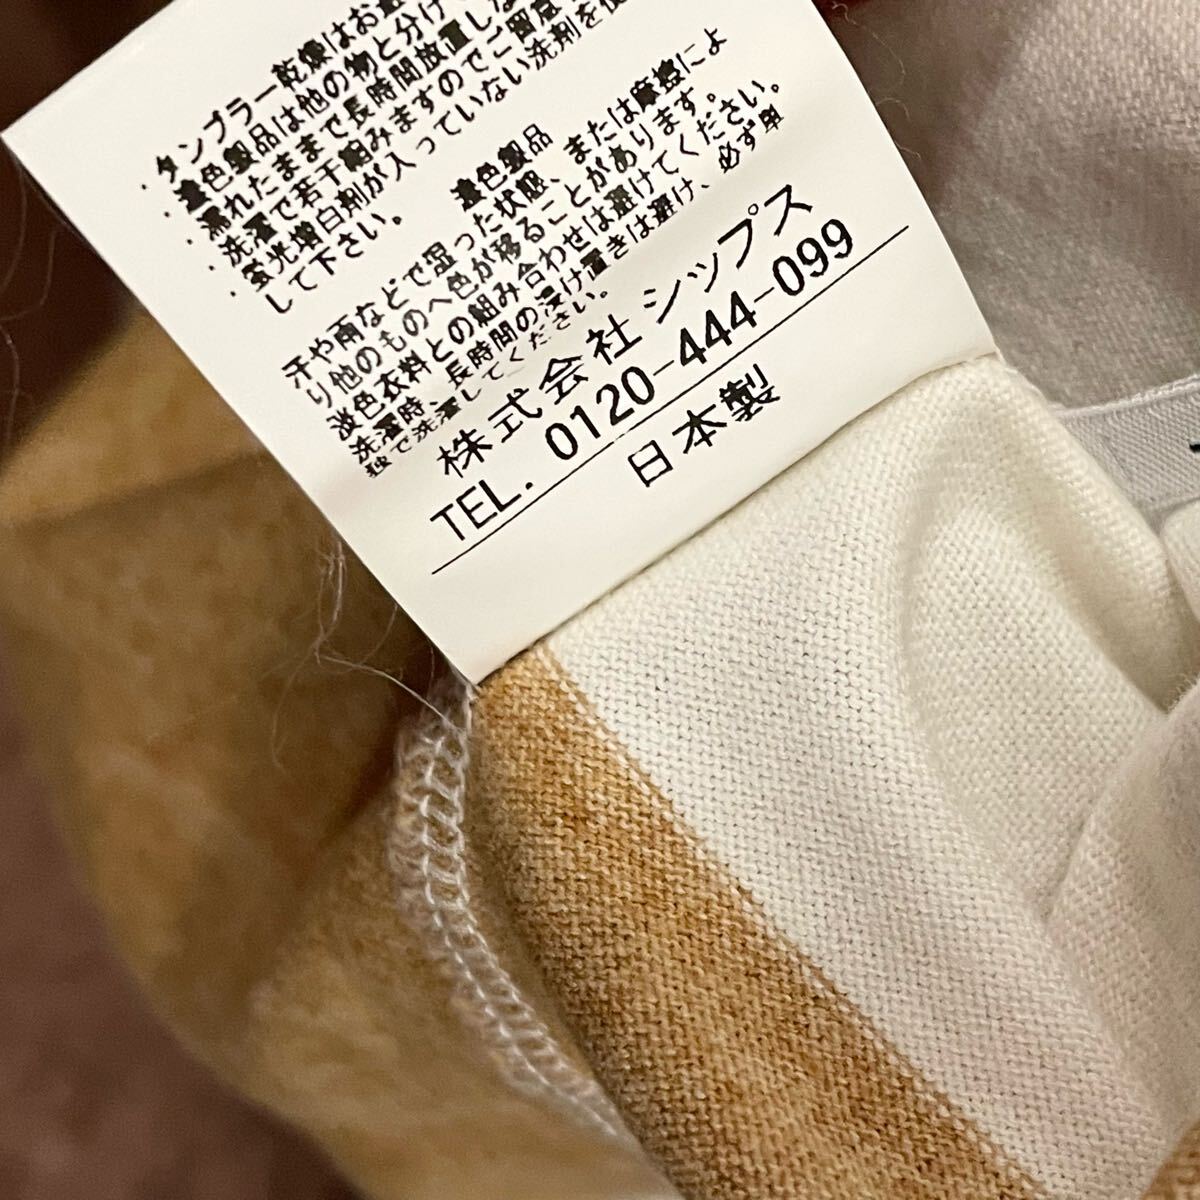 ・タンブラー乾燥はお避
・濃色製品は他の物と分けて
濡れたままで長時間放置しな
・洗濯で若干縮みますのでご留意
・蛍光増白剤が入っていない洗剤を使
して下さい。
濃色製品
汗や雨などで湿った状態、または摩擦によ
り他のものへ色が移ることがあります。
淡色衣料との組み合わせは避けてください。
洗濯時、長時間の浸け置きは避け、必ず単
独で洗濯してください。
株式会社 シップス
TEL. 0120-444-099
日本製